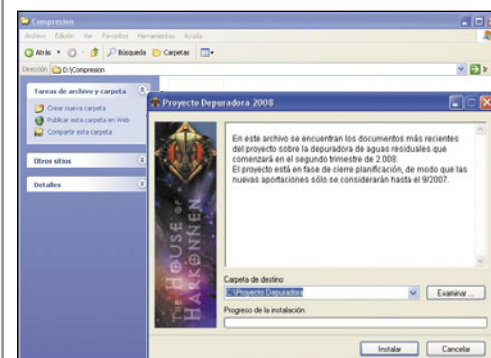 Compresion
Archivo Edición Ver Favoritos Herramientas Ayuda
Atrás Búsqueda Carpetas
Dirección D:\Compresion
Tareas de archivo y carpeta
Crear nueva carpeta
Publicar esta carpeta en Web
Compartir esta carpeta
Otros sitios
Detalles
Proyecto Depuradora 2008
THE HOUSE OF
HARKONNEN
En este archivo se encuentran los documentos más recientes
del proyecto sobre la depuradora de aguas residuales que
comenzará en el segundo trimestre de 2.008.
El proyecto está en fase de cierre planificación, de modo que las
nuevas aportaciones sólo se considerarán hasta el 9/2007.
Carpeta de destino
C:\Proyecto Depuradora
Examinar ...
Progreso de la instalación
Instalar Cancelar